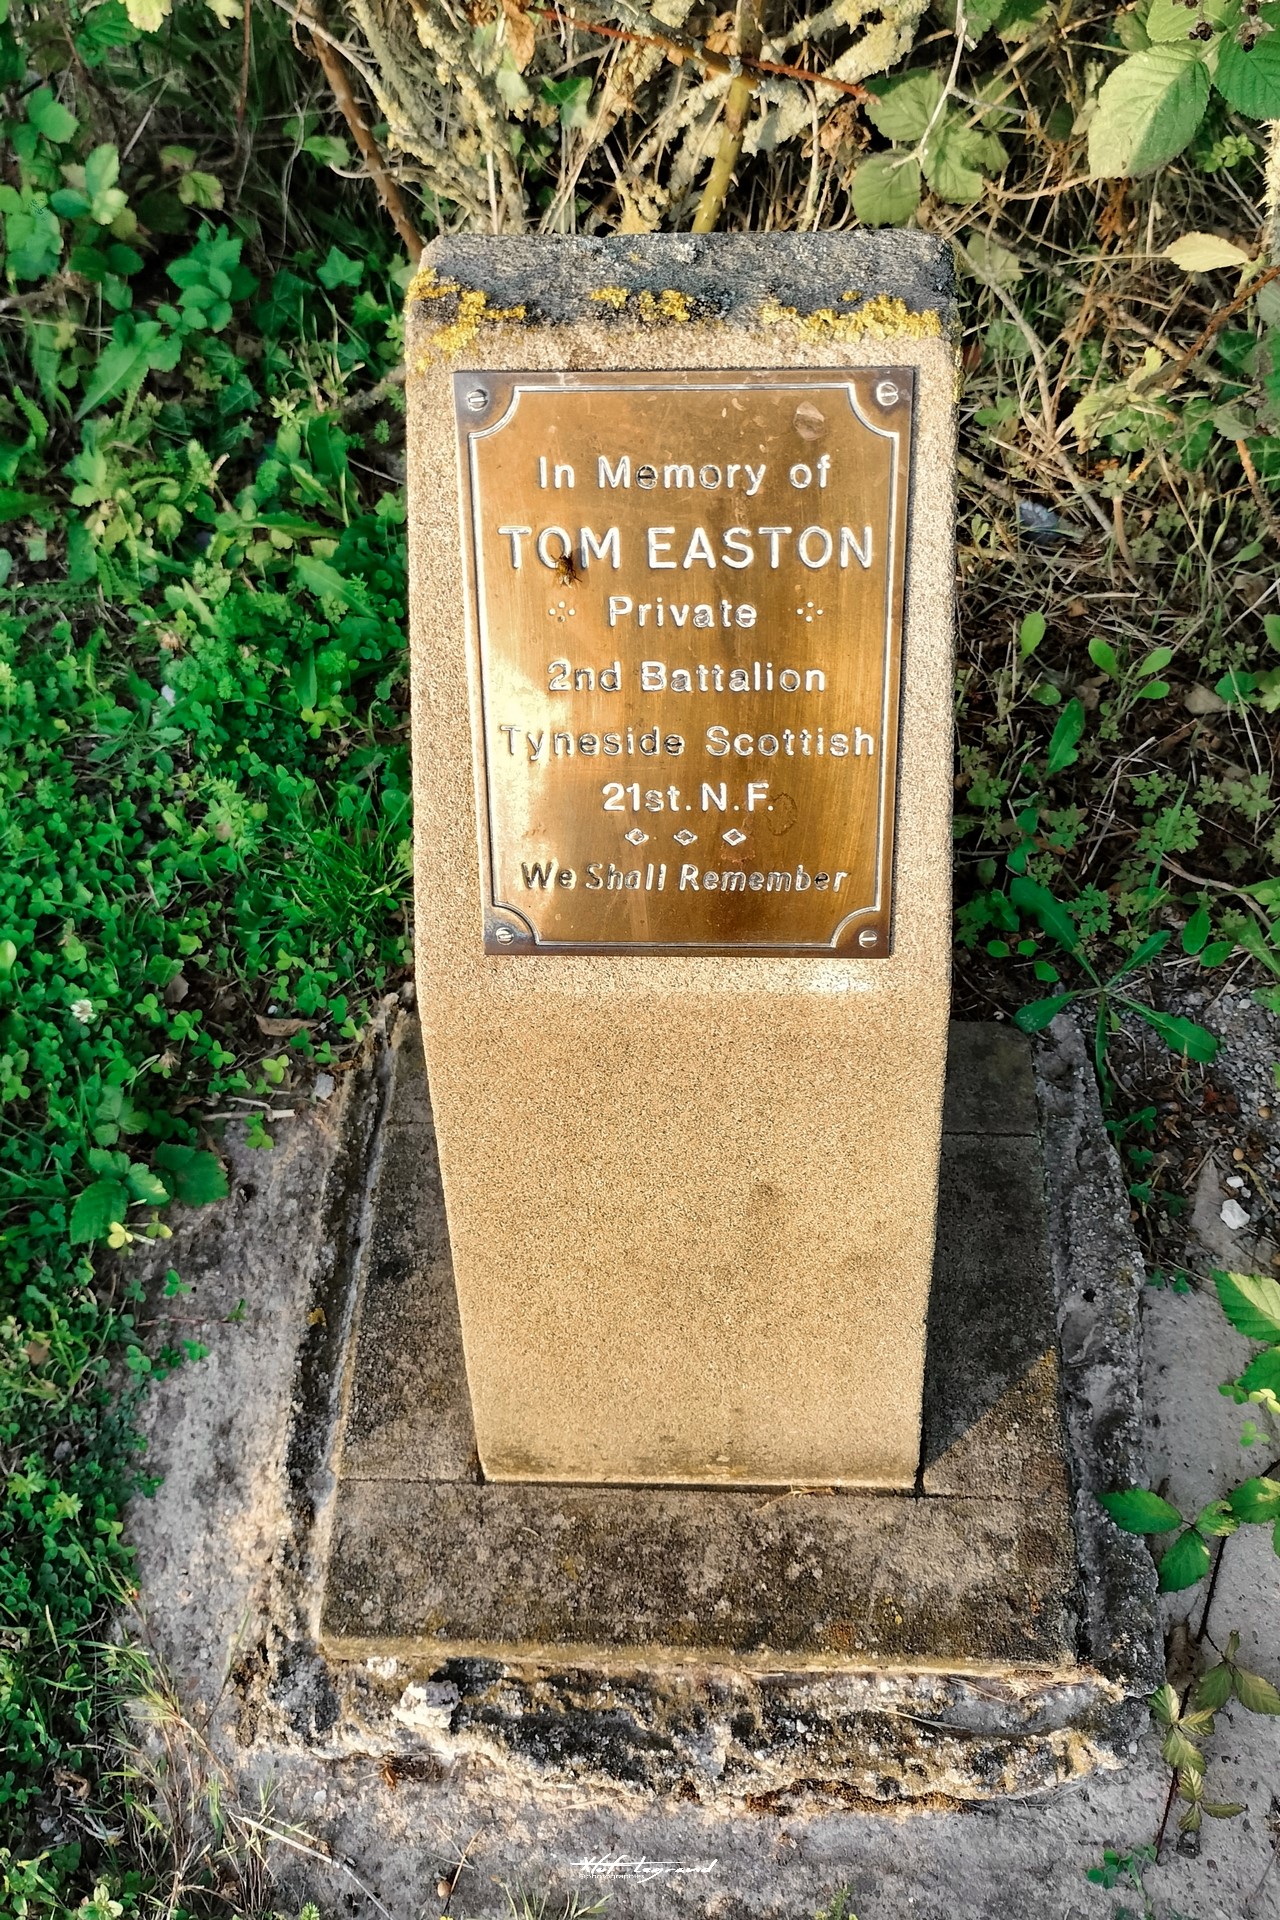 In Memory of
TOM EASTON
Private
2nd Battalion
Tyneside Scottish
21st. N.F.
We Shall Remember